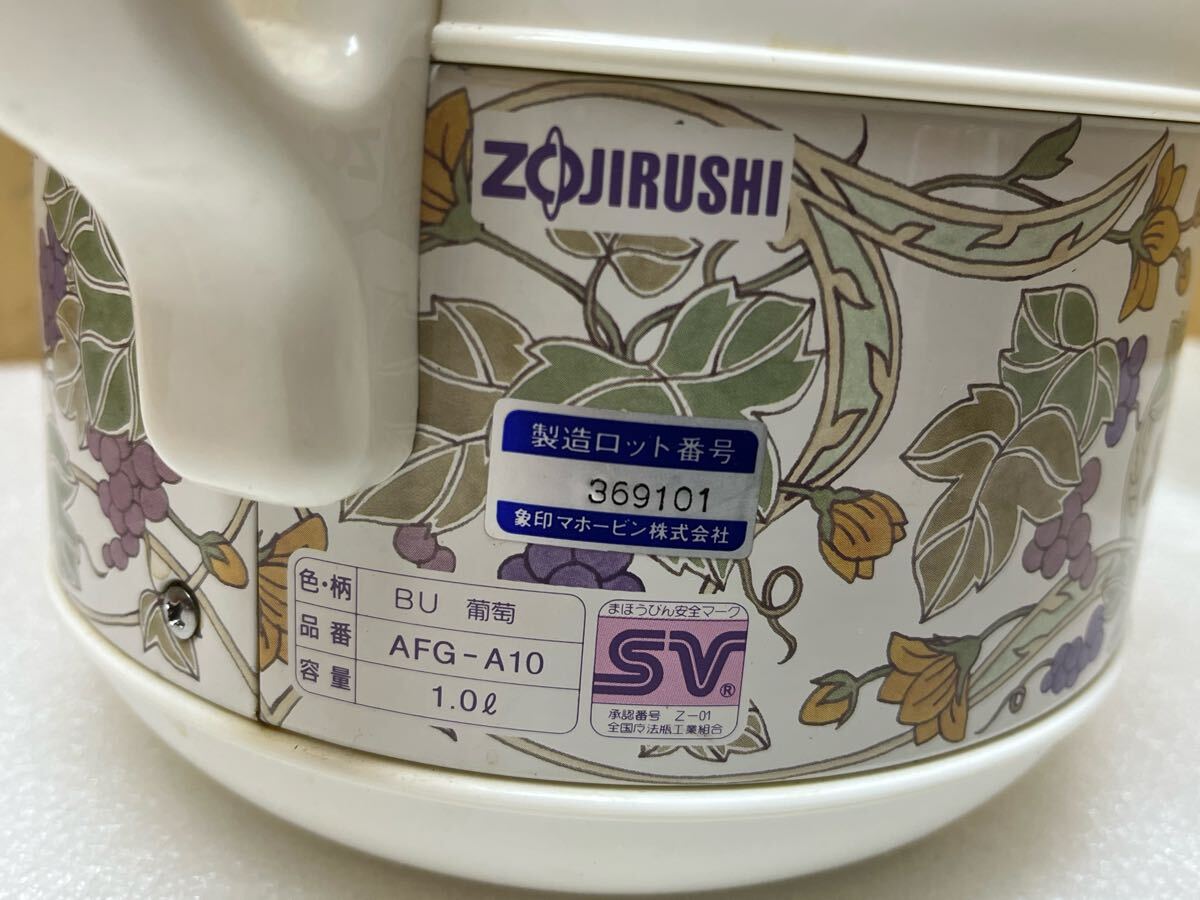 ZOJIRUSHI
製造ロット番号
369101
象印マホービン株式会社
色・柄 BU 葡萄
品番 AFG-A10
容量 1.0ℓ
まほうびん安全マーク
SV®
承認番号 Z-01
全国魔法瓶工業組合